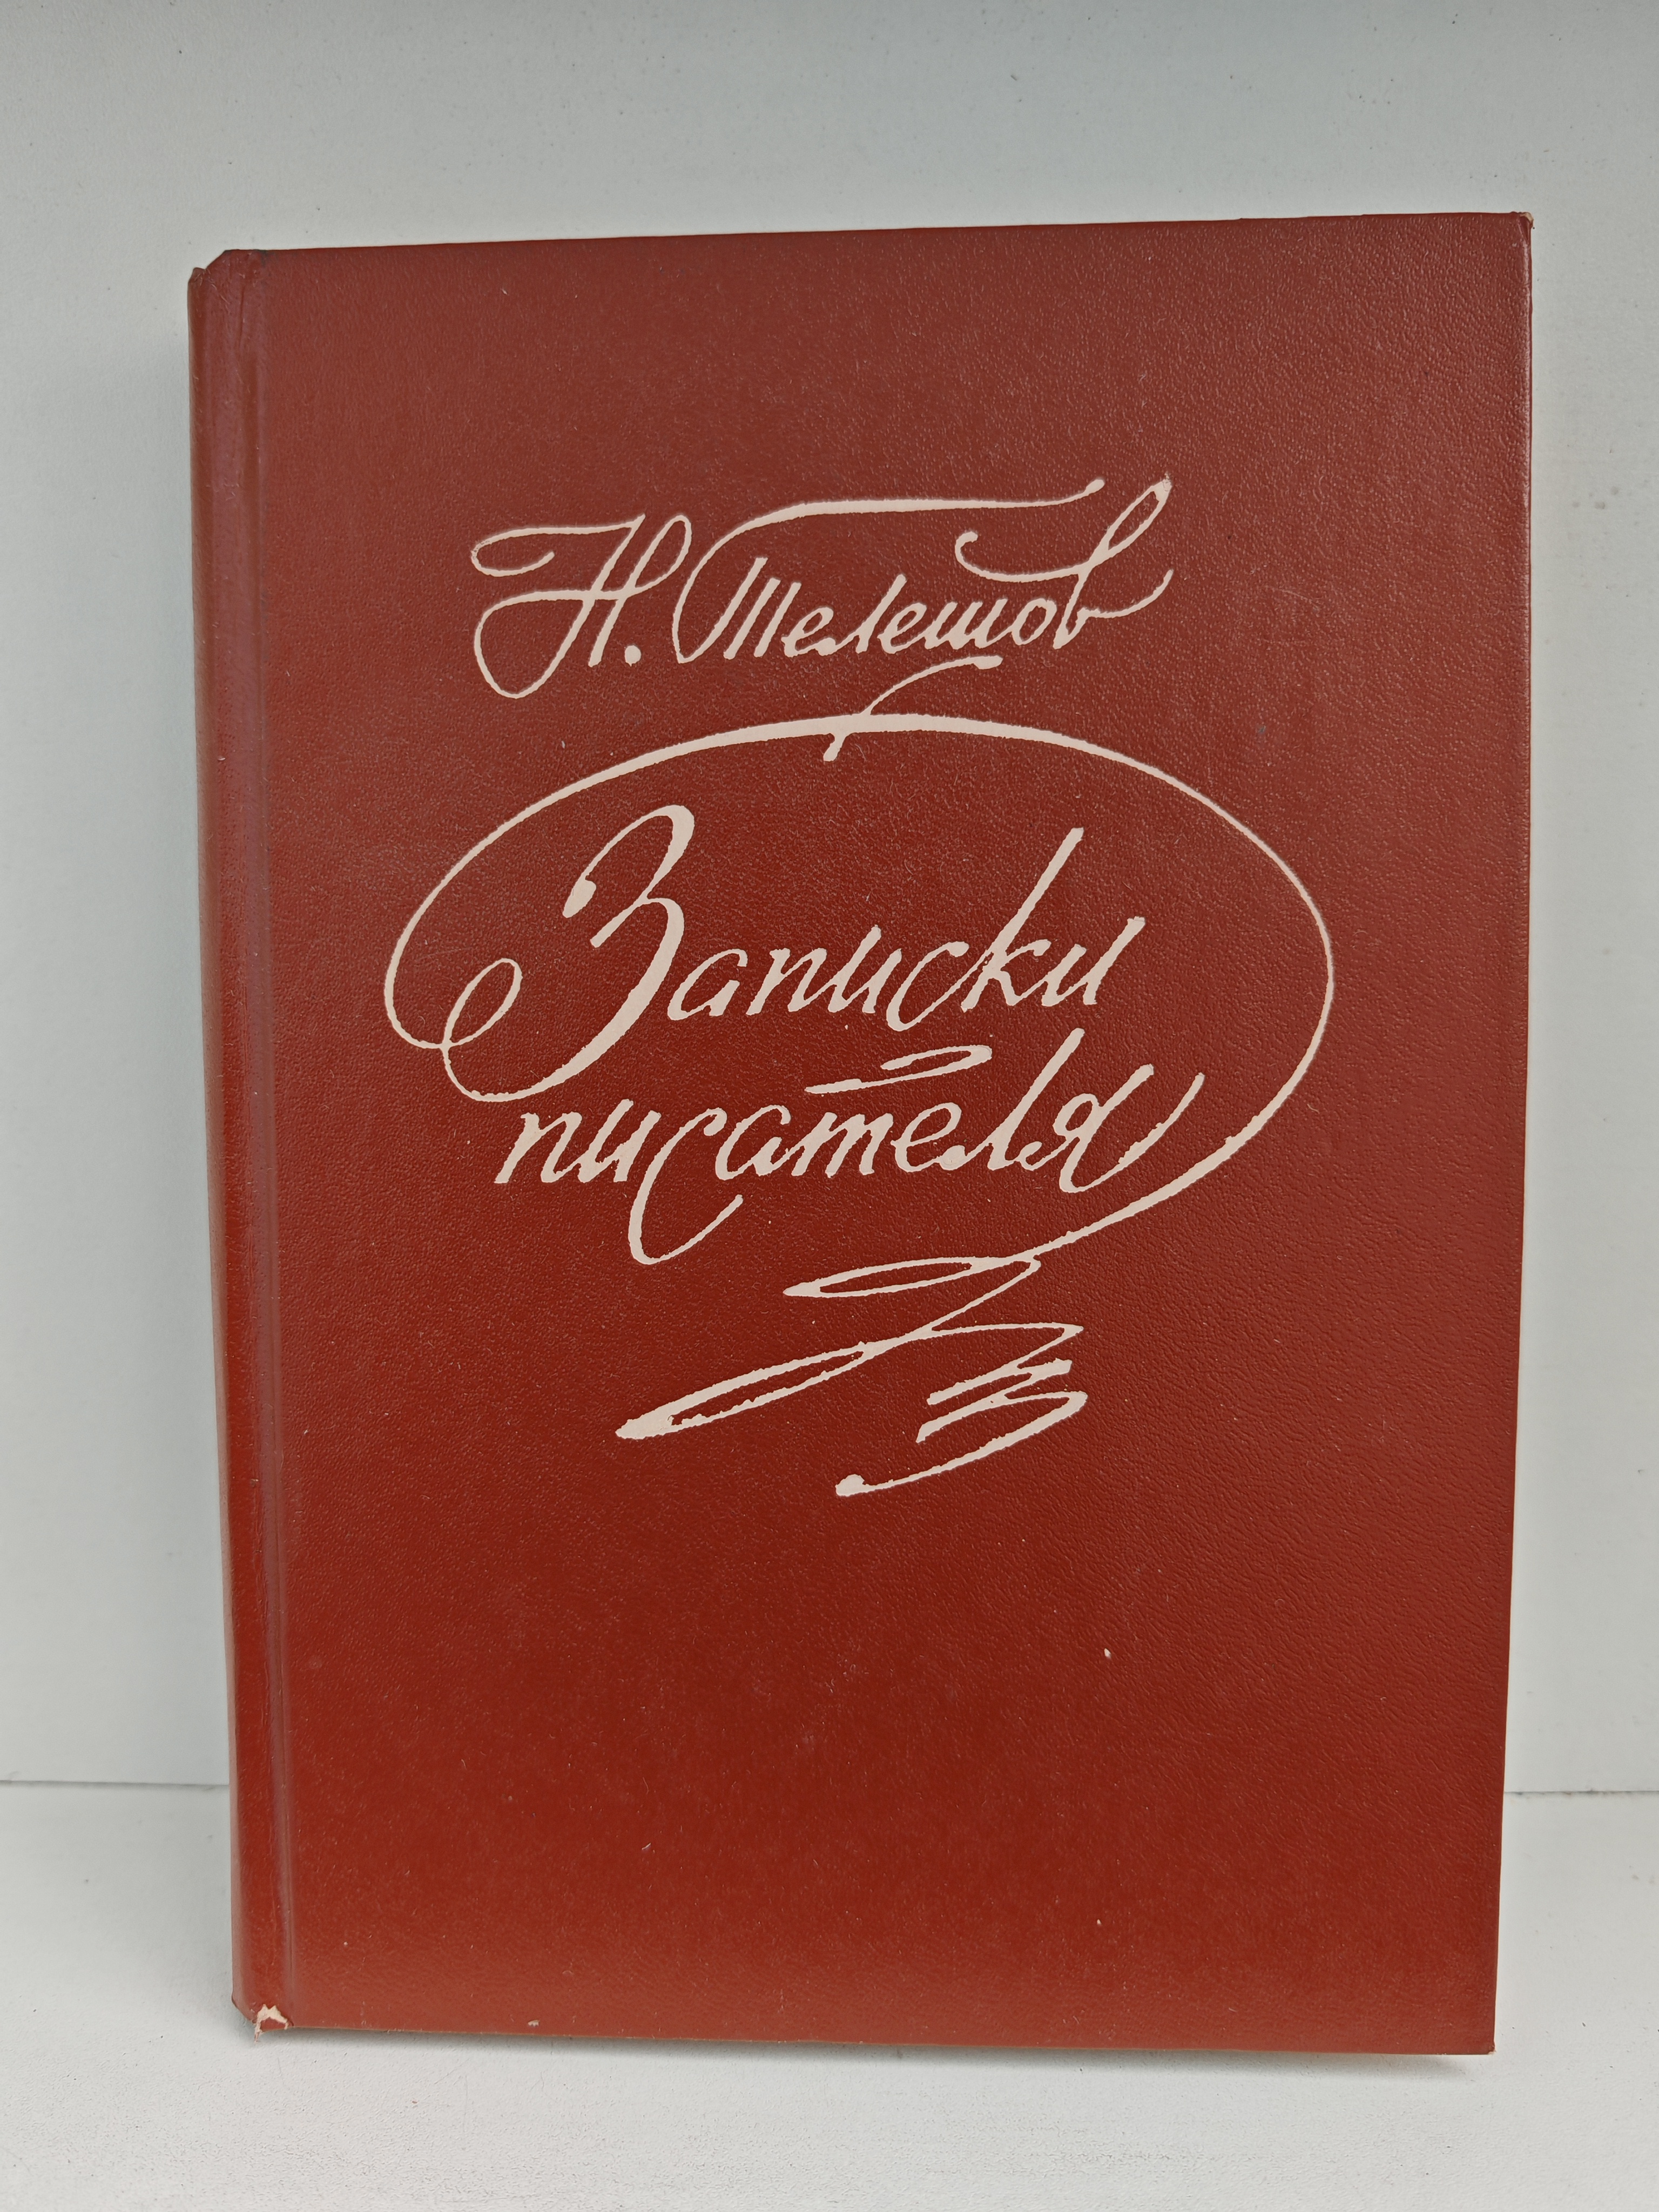 Н. Телешов
Записки
писателя